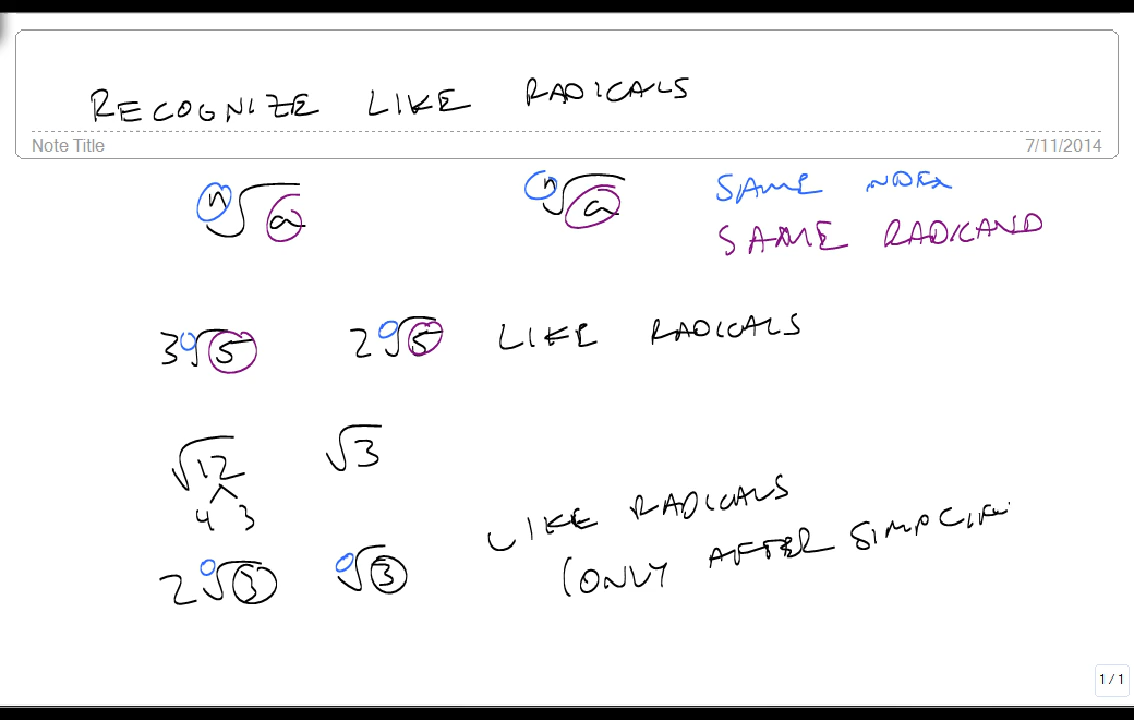 RECOGNIZE LIKE RADICALS
Note Title 7/11/2014
ⁿ√a ⁿ√a SAME INDEX
SAME RADICAND
3√5 2√5 LIKE RADICALS
√12 √3
4 3
LIKE RADICALS
2√3 √3 (ONLY AFTER
1 / 1